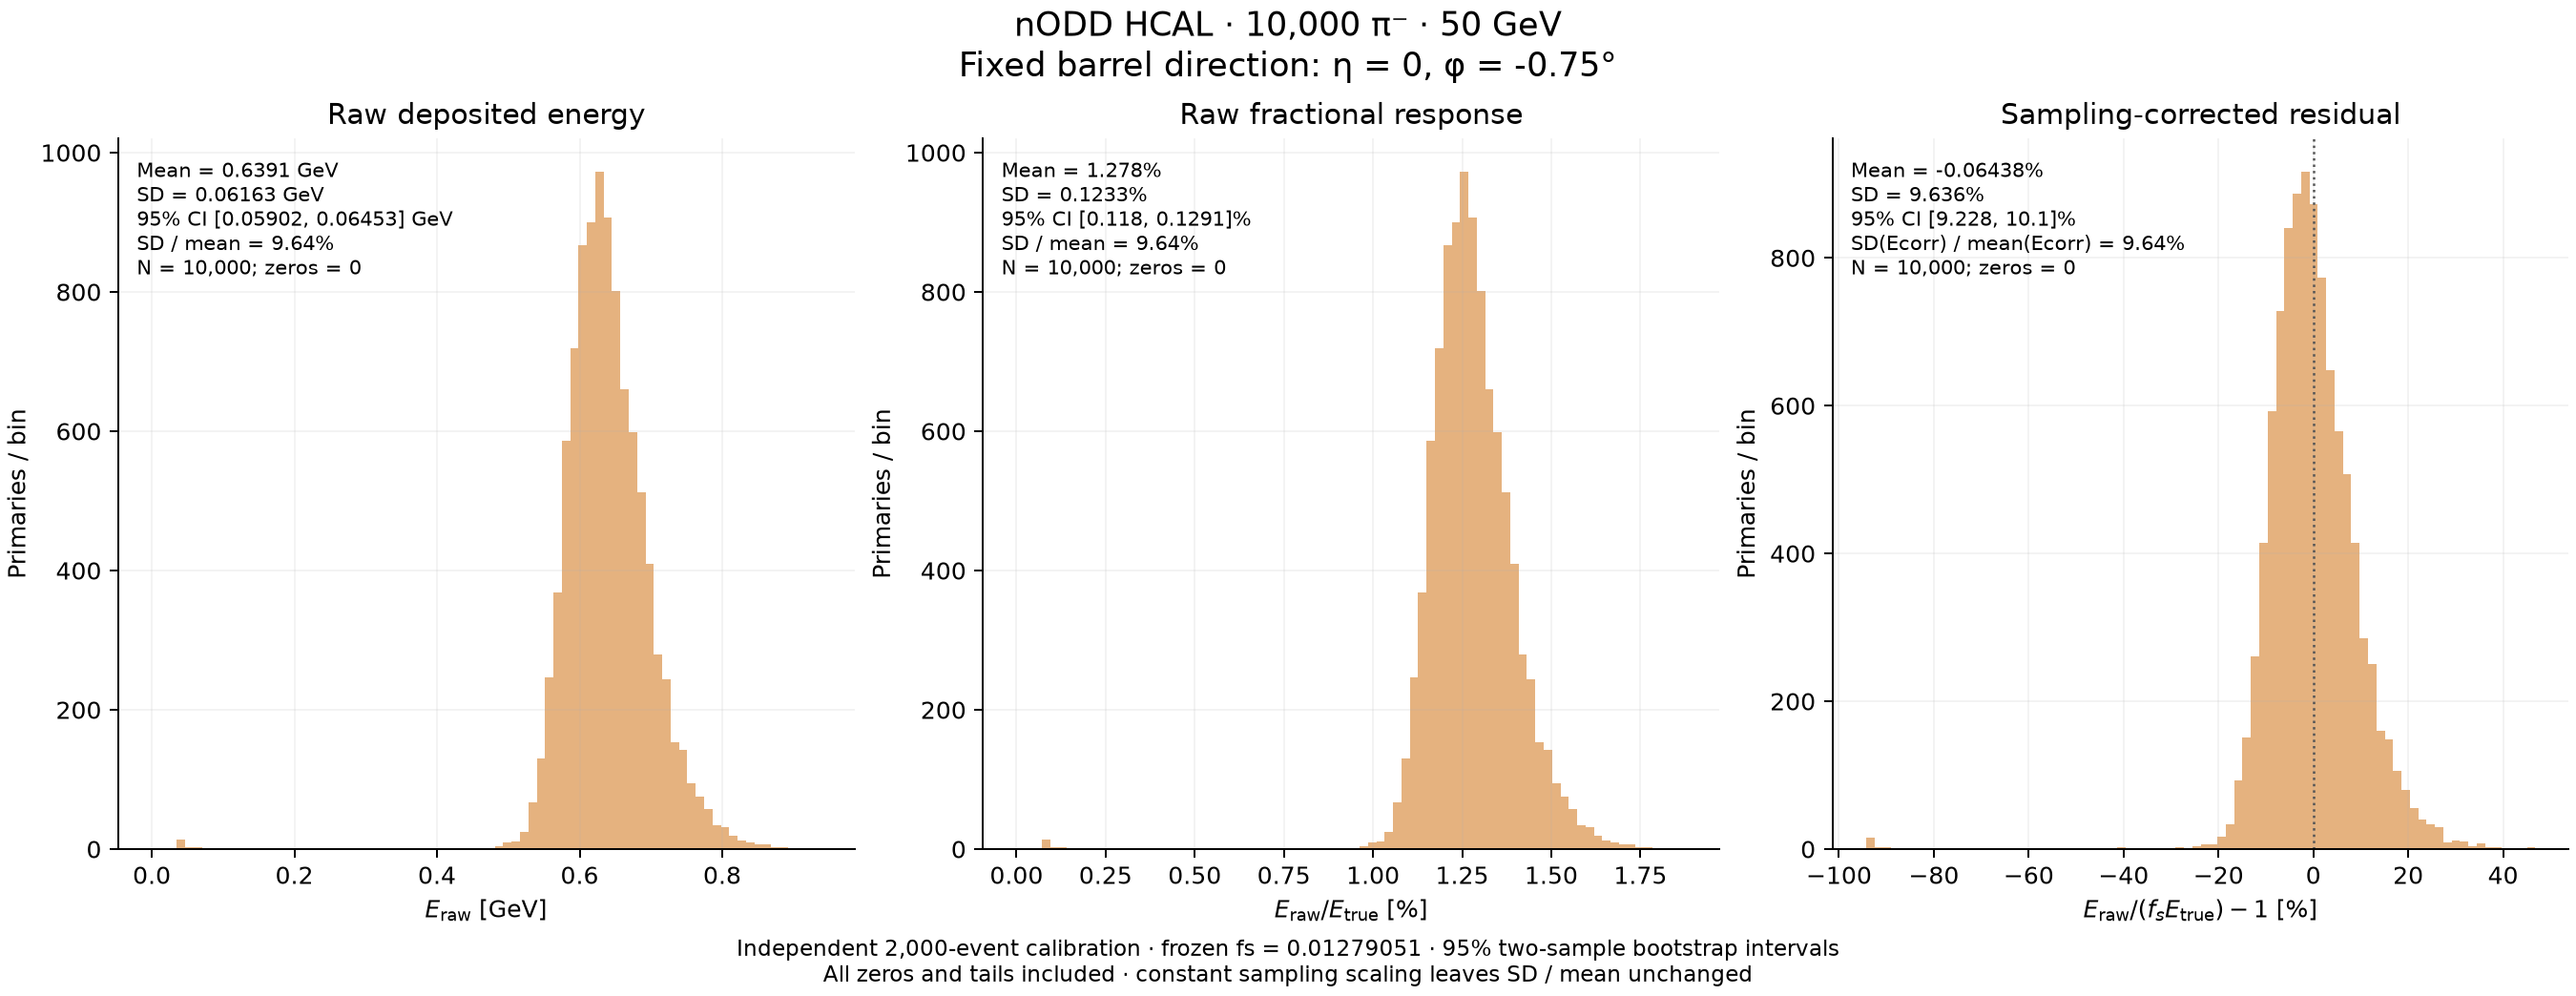 nODD HCAL · 10,000 π⁻ · 50 GeV
Fixed barrel direction: η = 0, φ = -0.75°
Raw deposited energy
Mean = 0.6391 GeV
SD = 0.06163 GeV
95% CI [0.05902, 0.06453] GeV
SD / mean = 9.64%
N = 10,000; zeros = 0
Primaries / bin
1000
800
600
400
200
0
0.0 0.2 0.4 0.6 0.8
E_raw [GeV]
Raw fractional response
Mean = 1.278%
SD = 0.1233%
95% CI [0.118, 0.1291]%
SD / mean = 9.64%
N = 10,000; zeros = 0
Primaries / bin
1000
800
600
400
200
0
0.00 0.25 0.50 0.75 1.00 1.25 1.50 1.75
E_raw/E_true [%]
Sampling-corrected residual
Mean = -0.06438%
SD = 9.636%
95% CI [9.228, 10.1]%
SD(Ecorr) / mean(Ecorr) = 9.64%
N = 10,000; zeros = 0
Primaries / bin
800
600
400
200
0
−100 −80 −60 −40 −20 0 20 40
E_raw/(f_sE_true) − 1 [%]
Independent 2,000-event calibration · frozen fs = 0.01279051 · 95% two-sample bootstrap intervals
All zeros and tails included · constant sampling scaling leaves SD / mean unchanged